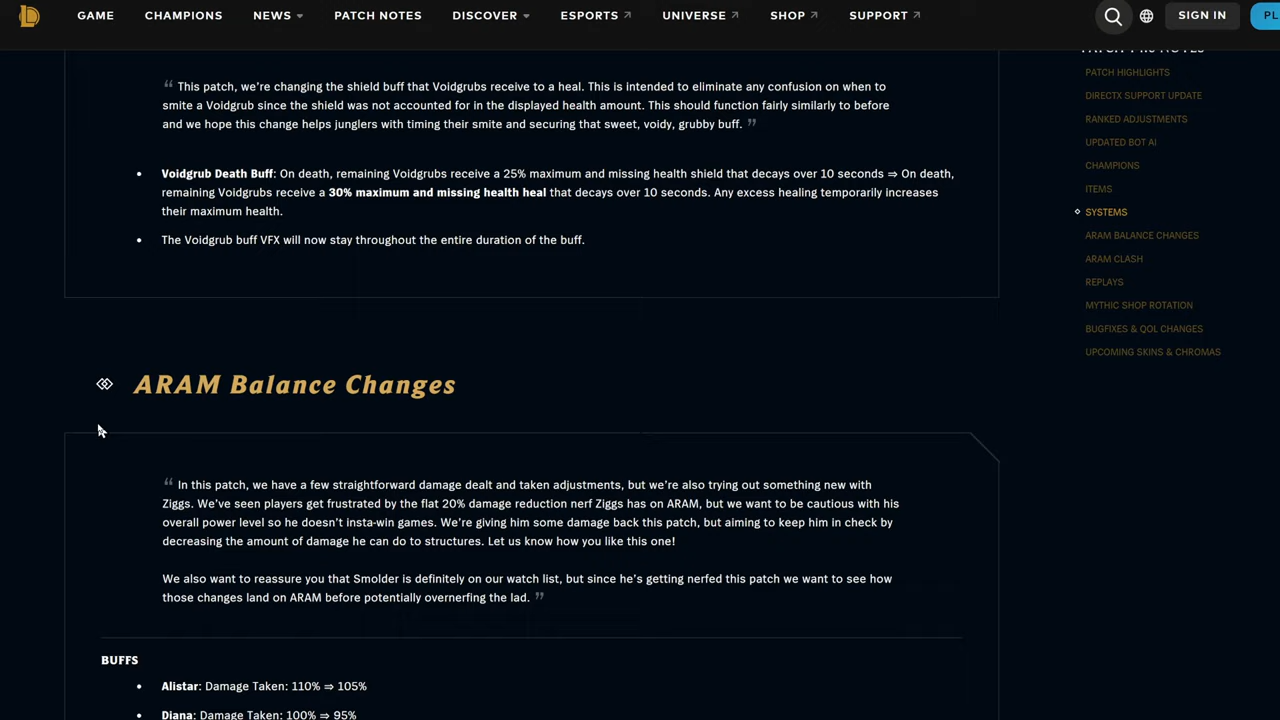 GAME CHAMPIONS NEWS PATCH NOTES DISCOVER ESPORTS UNIVERSE SHOP SUPPORT SIGN IN
PATCH HIGHLIGHTS
DIRECTX SUPPORT UPDATE
RANKED ADJUSTMENTS
UPDATED BOT AI
CHAMPIONS
ITEMS
SYSTEMS
ARAM BALANCE CHANGES
ARAM CLASH
REPLAYS
MYTHIC SHOP ROTATION
BUGFIXES & QOL CHANGES
UPCOMING SKINS & CHROMAS
“ This patch, we’re changing the shield buff that Voidgrubs receive to a heal. This is intended to eliminate any confusion on when to
smite a Voidgrub since the shield was not accounted for in the displayed health amount. This should function fairly similarly to before
and we hope this change helps junglers with timing their smite and securing that sweet, voidy, grubby buff. ”
• Voidgrub Death Buff: On death, remaining Voidgrubs receive a 25% maximum and missing health shield that decays over 10 seconds ⇒ On death,
remaining Voidgrubs receive a 30% maximum and missing health heal that decays over 10 seconds. Any excess healing temporarily increases
their maximum health.
• The Voidgrub buff VFX will now stay throughout the entire duration of the buff.
ARAM Balance Changes
“ In this patch, we have a few straightforward damage dealt and taken adjustments, but we’re also trying out something new with
Ziggs. We’ve seen players get frustrated by the flat 20% damage reduction nerf Ziggs has on ARAM, but we want to be cautious with his
overall power level so he doesn’t insta-win games. We’re giving him some damage back this patch, but aiming to keep him in check by
decreasing the amount of damage he can do to structures. Let us know how you like this one!
We also want to reassure you that Smolder is definitely on our watch list, but since he’s getting nerfed this patch we want to see how
those changes land on ARAM before potentially overnerfing the lad. ”
BUFFS
• Alistar: Damage Taken: 110% ⇒ 105%
• Diana: Damage Taken: 100% ⇒ 95%